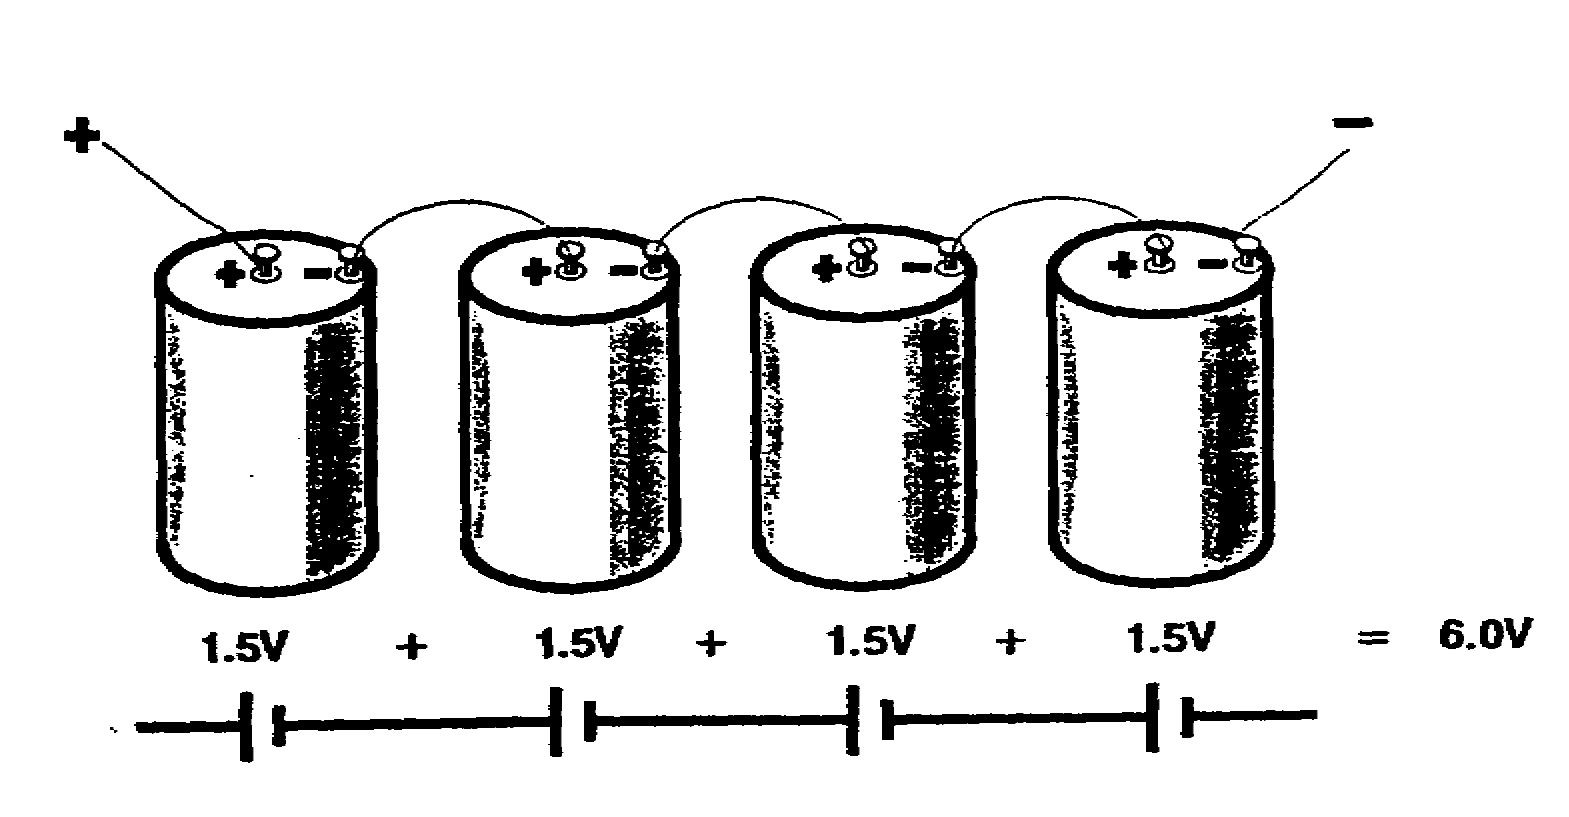 + -
+ - + - + - + -
1.5V + 1.5V + 1.5V + 1.5V = 6.0V